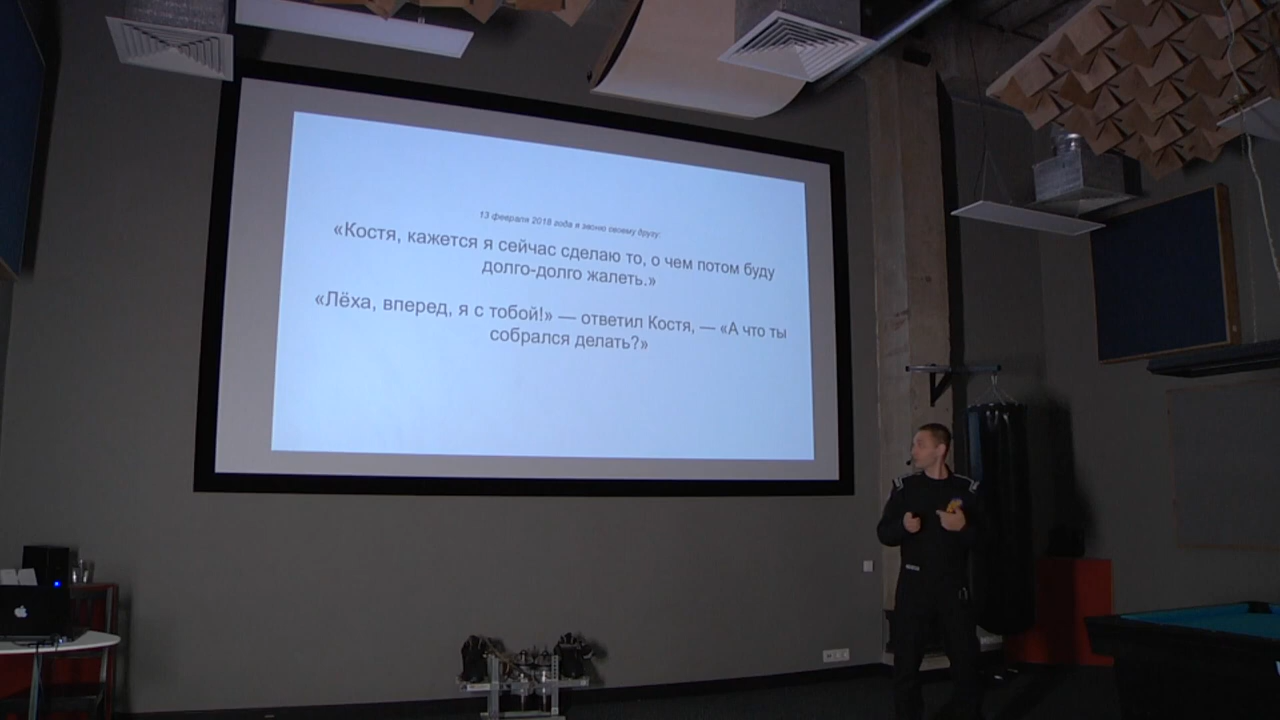 13 февраля 2018 года я звоню своему другу:
«Костя, кажется я сейчас сделаю то, о чем потом буду
долго-долго жалеть.»
«Лёха, вперед, я с тобой!» — ответил Костя, — «А что ты
собрался делать?»